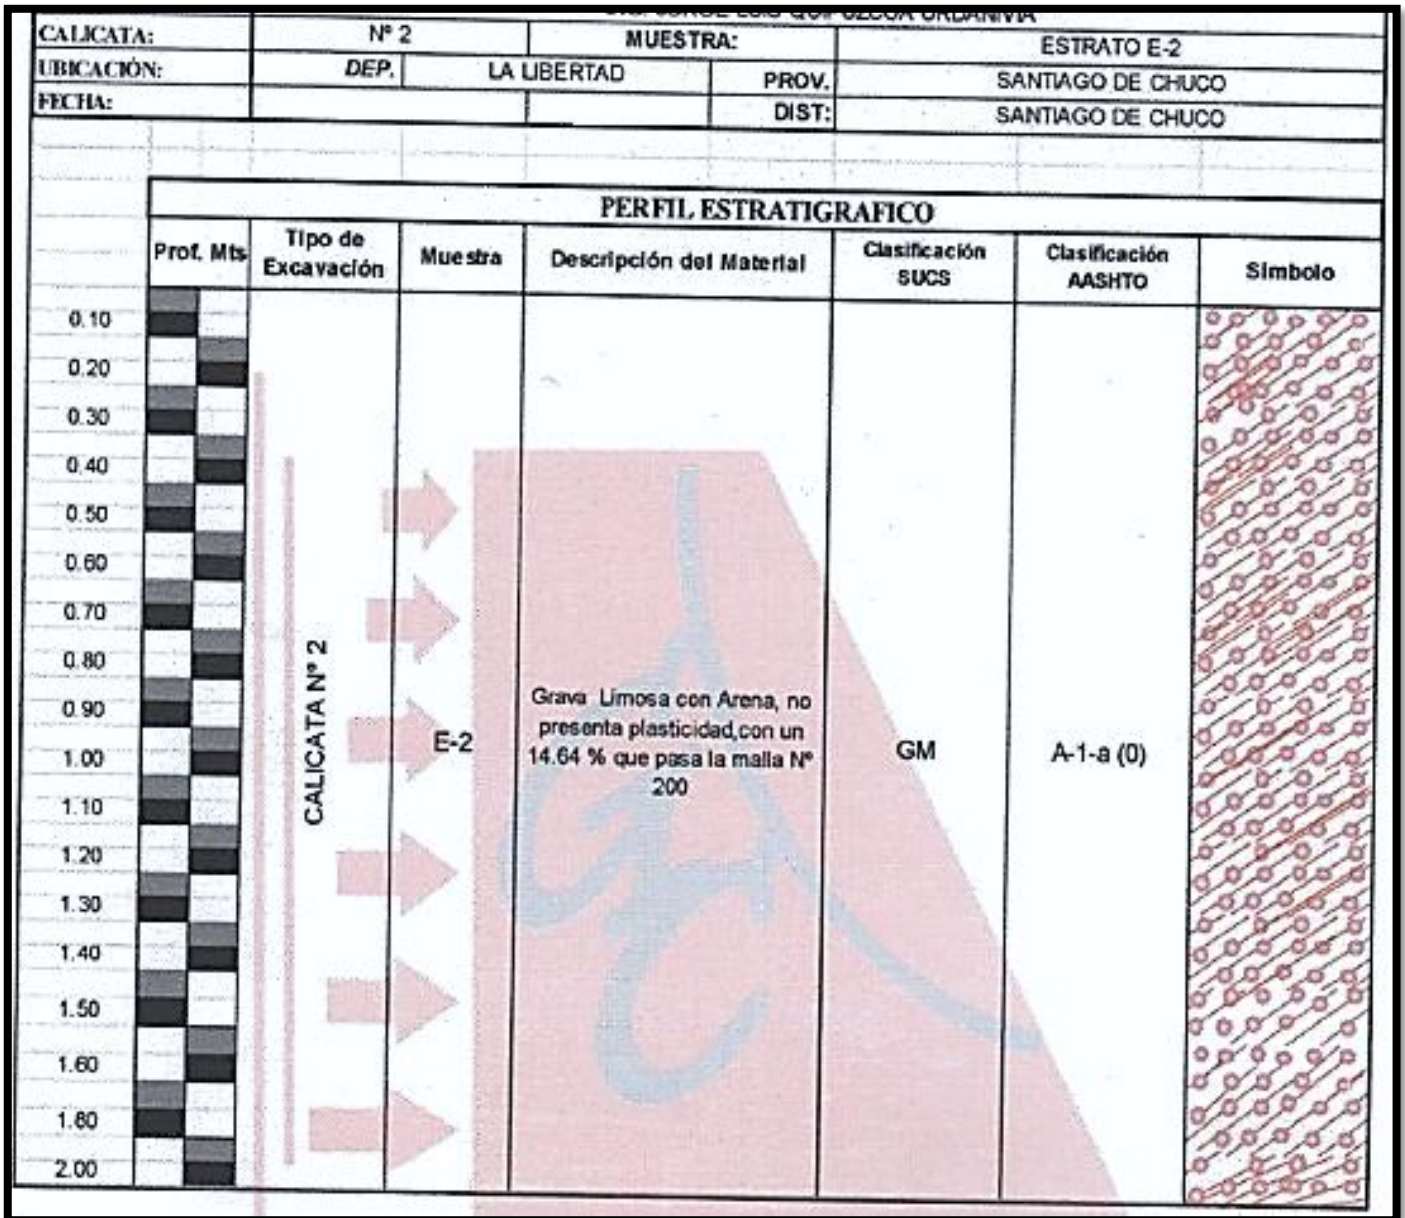 CALICATA: Nº 2 MUESTRA: ESTRATO E-2
UBICACIÓN: DEP. LA LIBERTAD PROV. SANTIAGO DE CHUCO
FECHA: DIST: SANTIAGO DE CHUCO
PERFIL ESTRATIGRAFICO
Prof. Mts
Tipo de
Excavación
Muestra
Descripción del Material
Clasificación
SUCS
Clasificación
AASHTO
Simbolo
0.10
0.20
0.30
0.40
0.50
0.60
0.70
0.80
0.90
1.00
1.10
1.20
1.30
1.40
1.50
1.60
1.80
2.00
CALICATA Nº 2
E-2
Grava Limosa con Arena, no
presenta plasticidad,con un
14.64 % que pasa la malla Nº
200
GM
A-1-a (0)